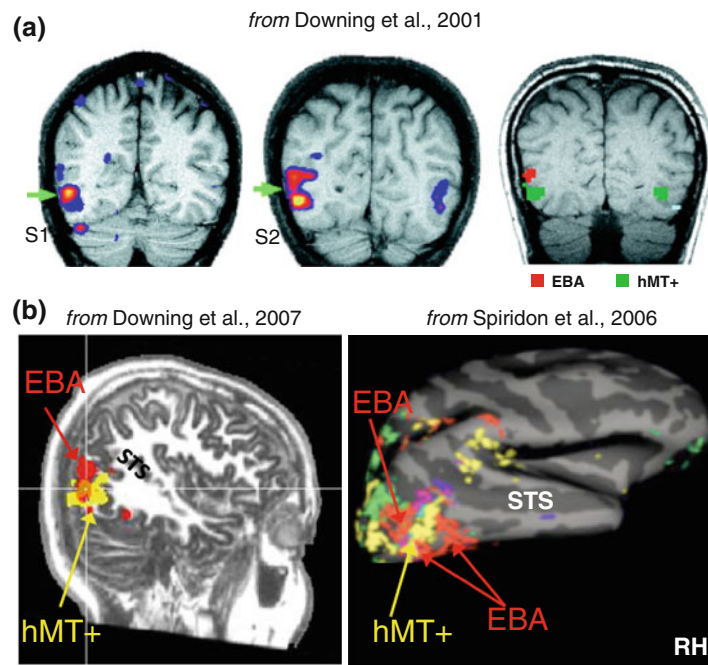 (a)
from Downing et al., 2001
S1
S2
EBA hMT+
(b)
from Downing et al., 2007
from Spiridon et al., 2006
EBA
STS
hMT+
EBA
STS
EBA
hMT+
RH